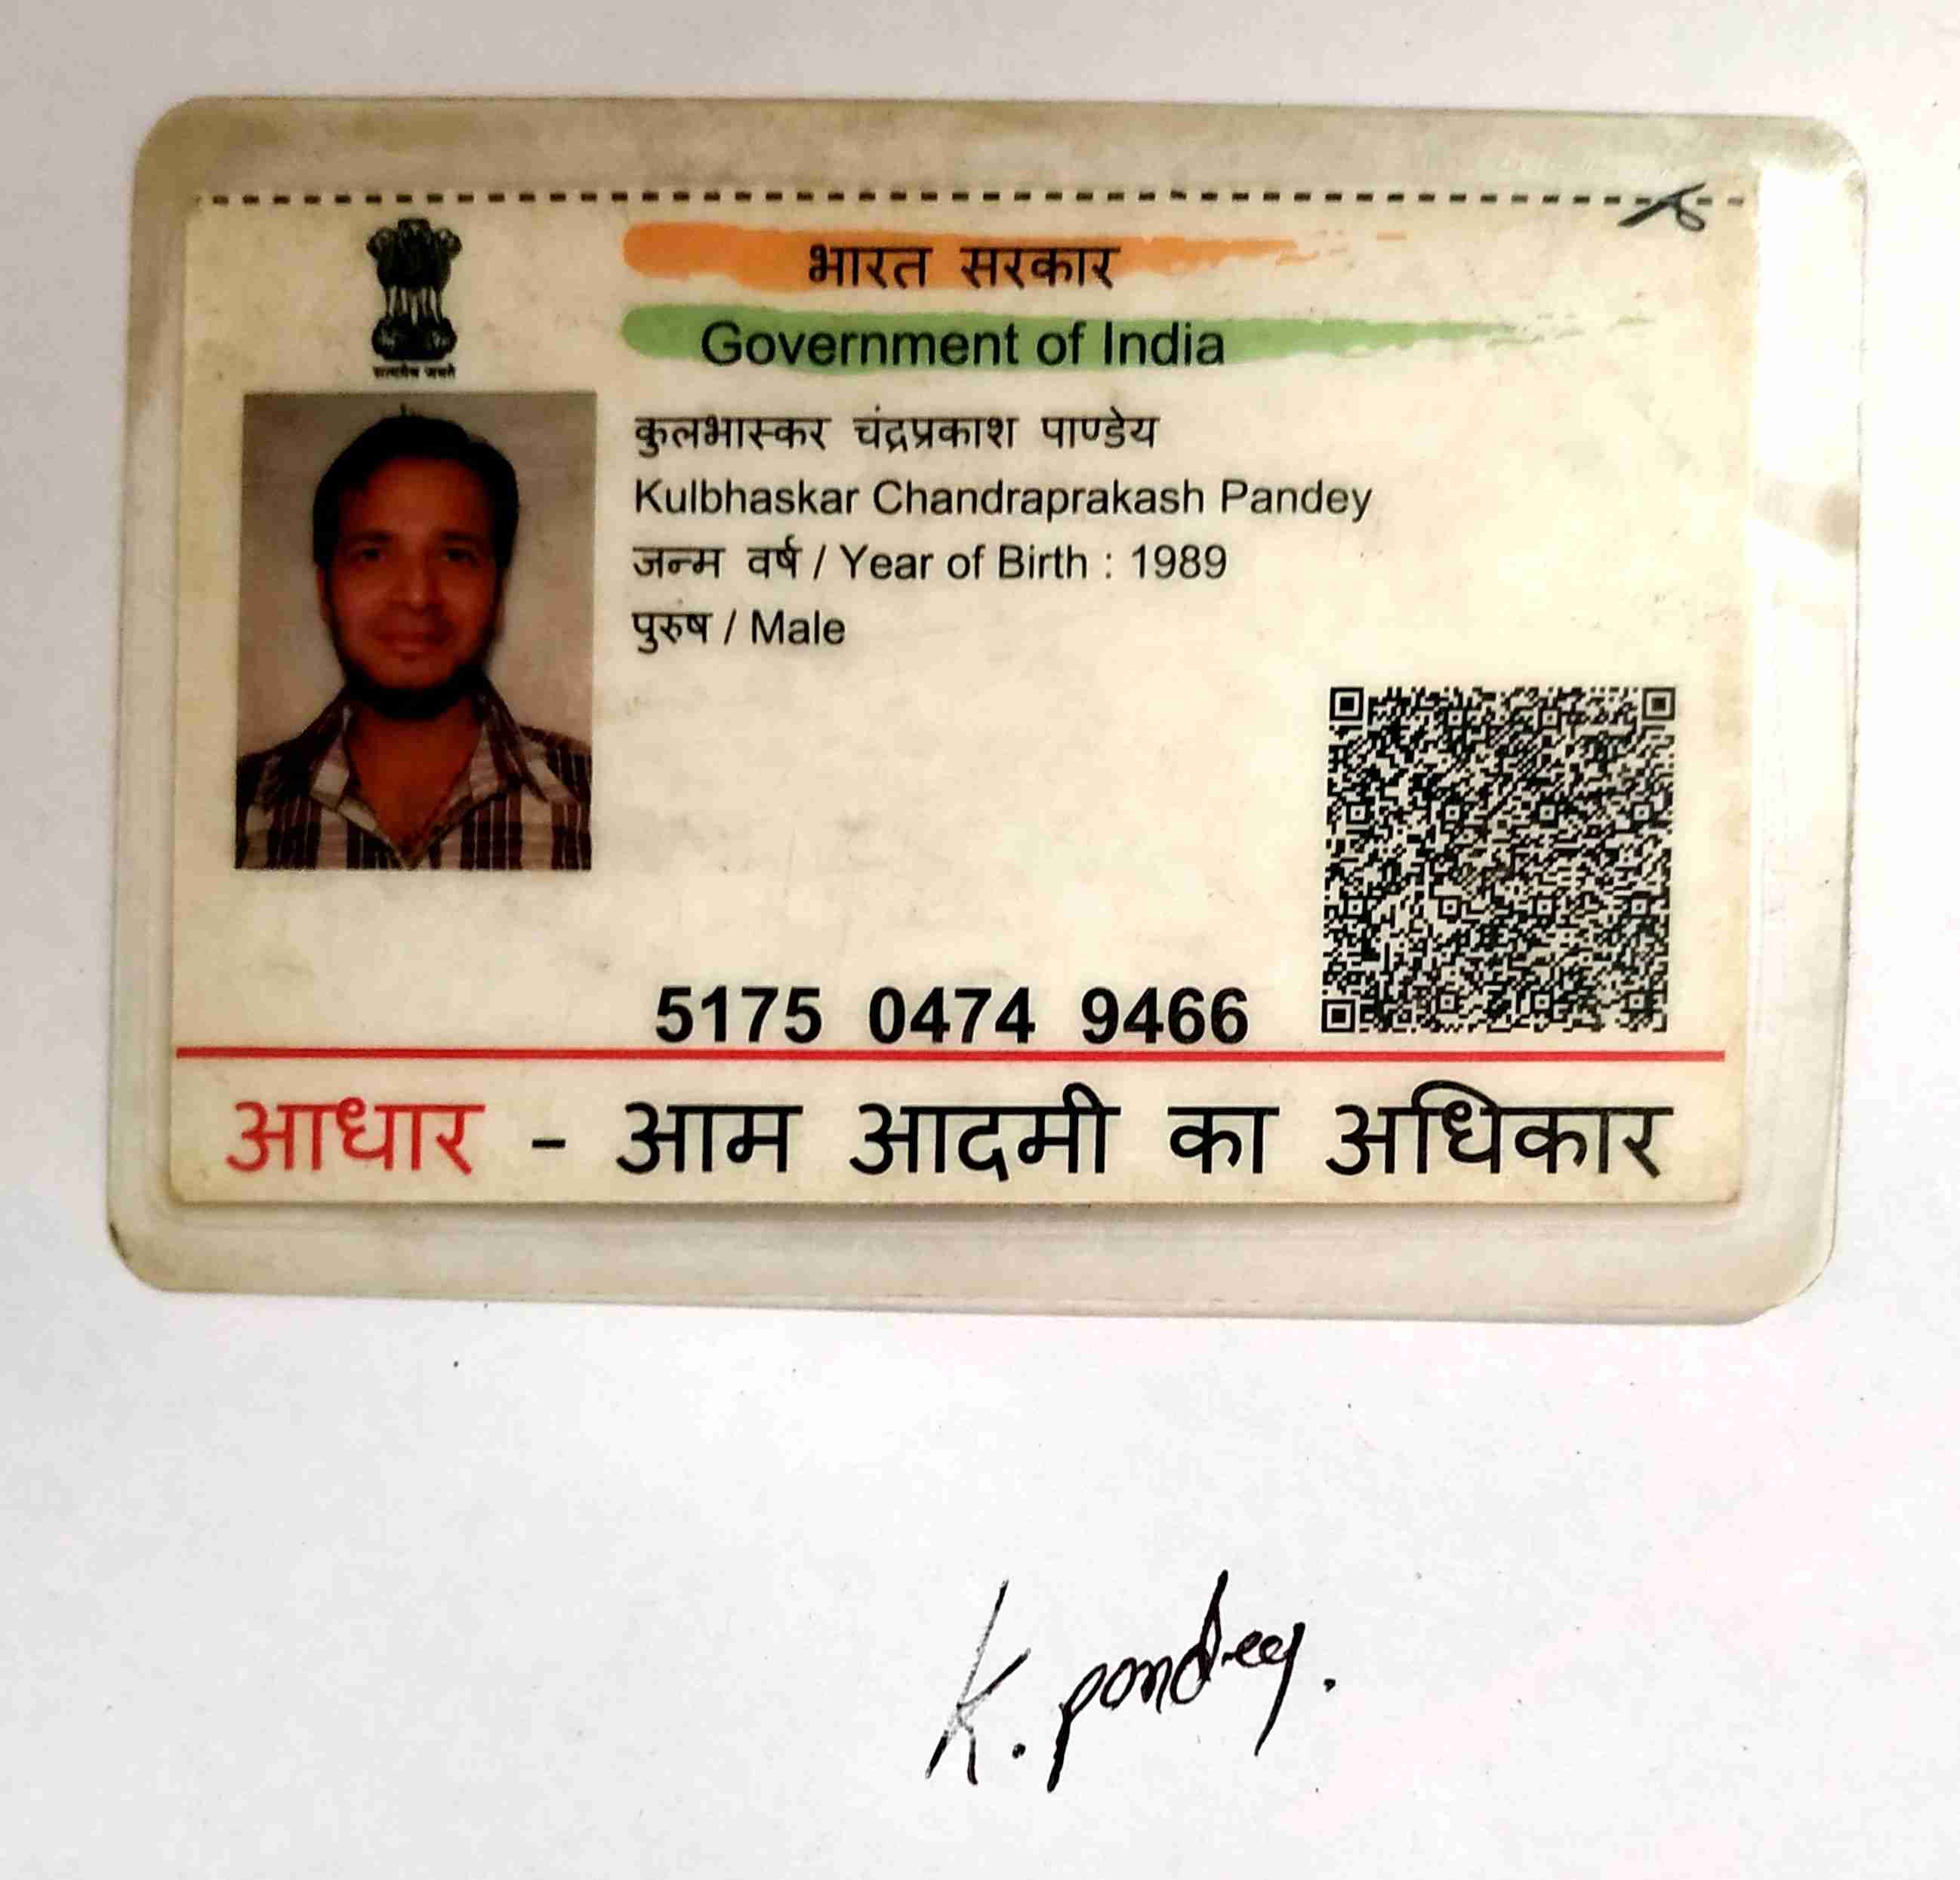 भारत सरकार
Government of India
सत्यमेव जयते
कुलभास्कर चंद्रप्रकाश पाण्डेय
Kulbhaskar Chandraprakash Pandey
जन्म वर्ष / Year of Birth : 1989
पुरुष / Male
5175 0474 9466
आधार - आम आदमी का अधिकार
K. pandey.